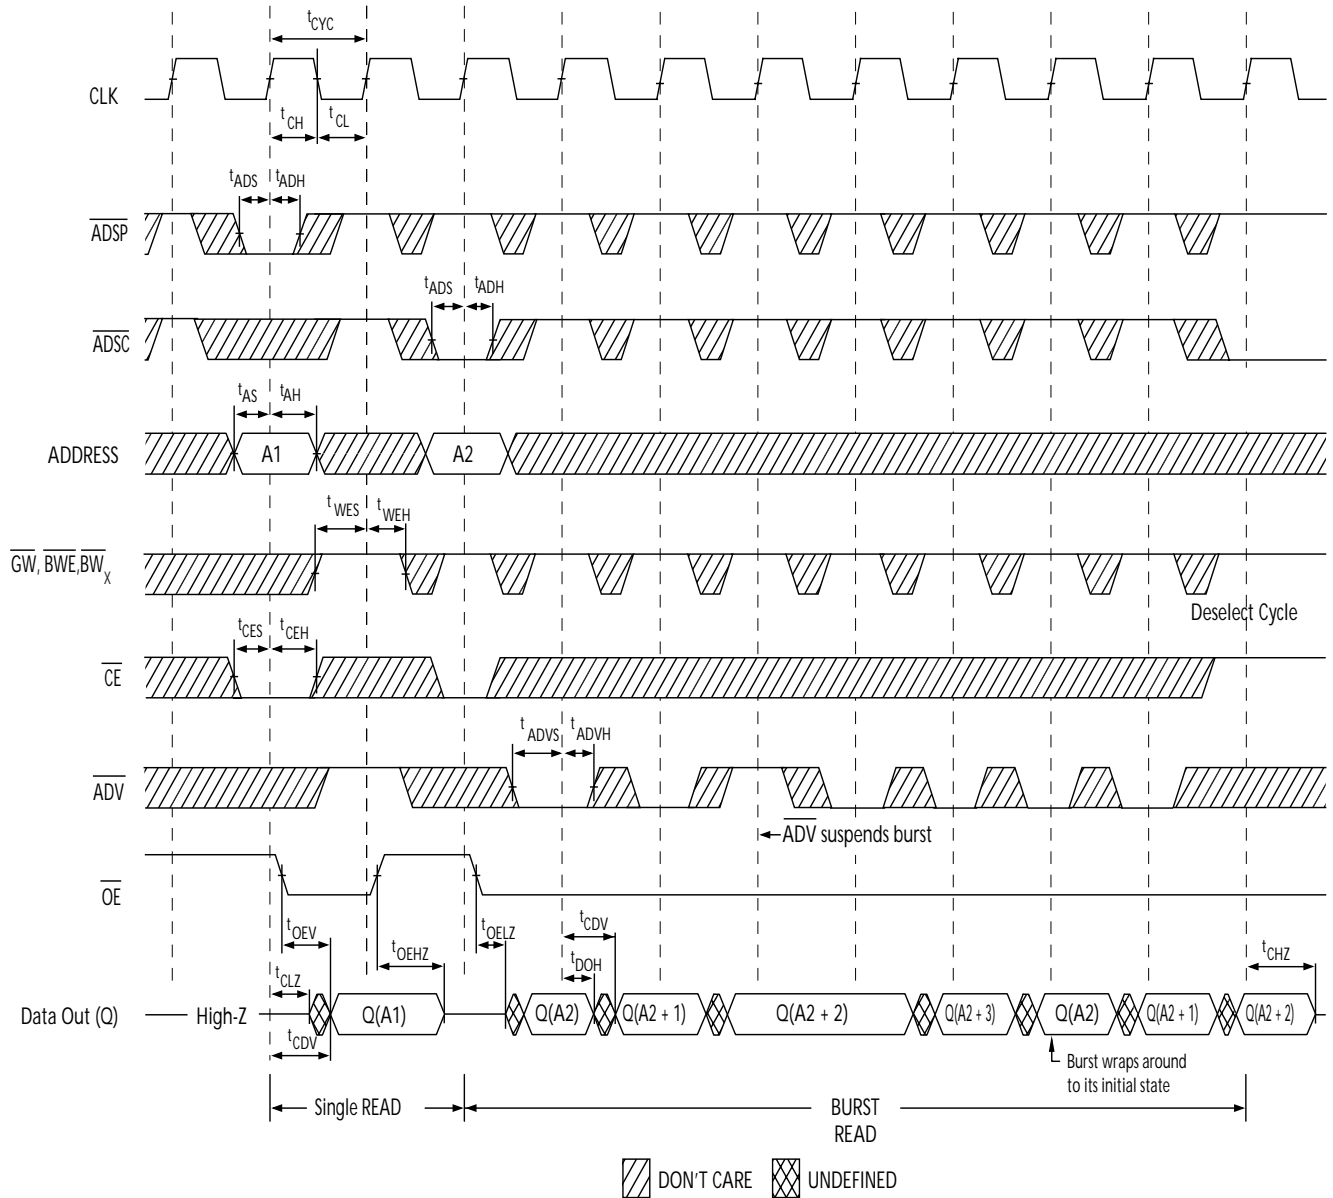 tCYC
CLK
tCH
tCL
tADS
tADH
ADSP
tADS
tADH
ADSC
tAS
tAH
ADDRESS
A1
A2
tWES
tWEH
GW, BWE,BWX
Deselect Cycle
tCES
tCEH
CE
tADVS
tADVH
ADV
ADV suspends burst
OE
tOEV
tOEHZ
tOELZ
tCDV
tDOH
tCHZ
tCLZ
Data Out (Q)
High-Z
Q(A1)
Q(A2)
Q(A2 + 1)
Q(A2 + 2)
Q(A2 + 3)
Q(A2)
Q(A2 + 1)
Q(A2 + 2)
tCDV
Burst wraps around
to its initial state
Single READ
BURST
READ
DON'T CARE
UNDEFINED